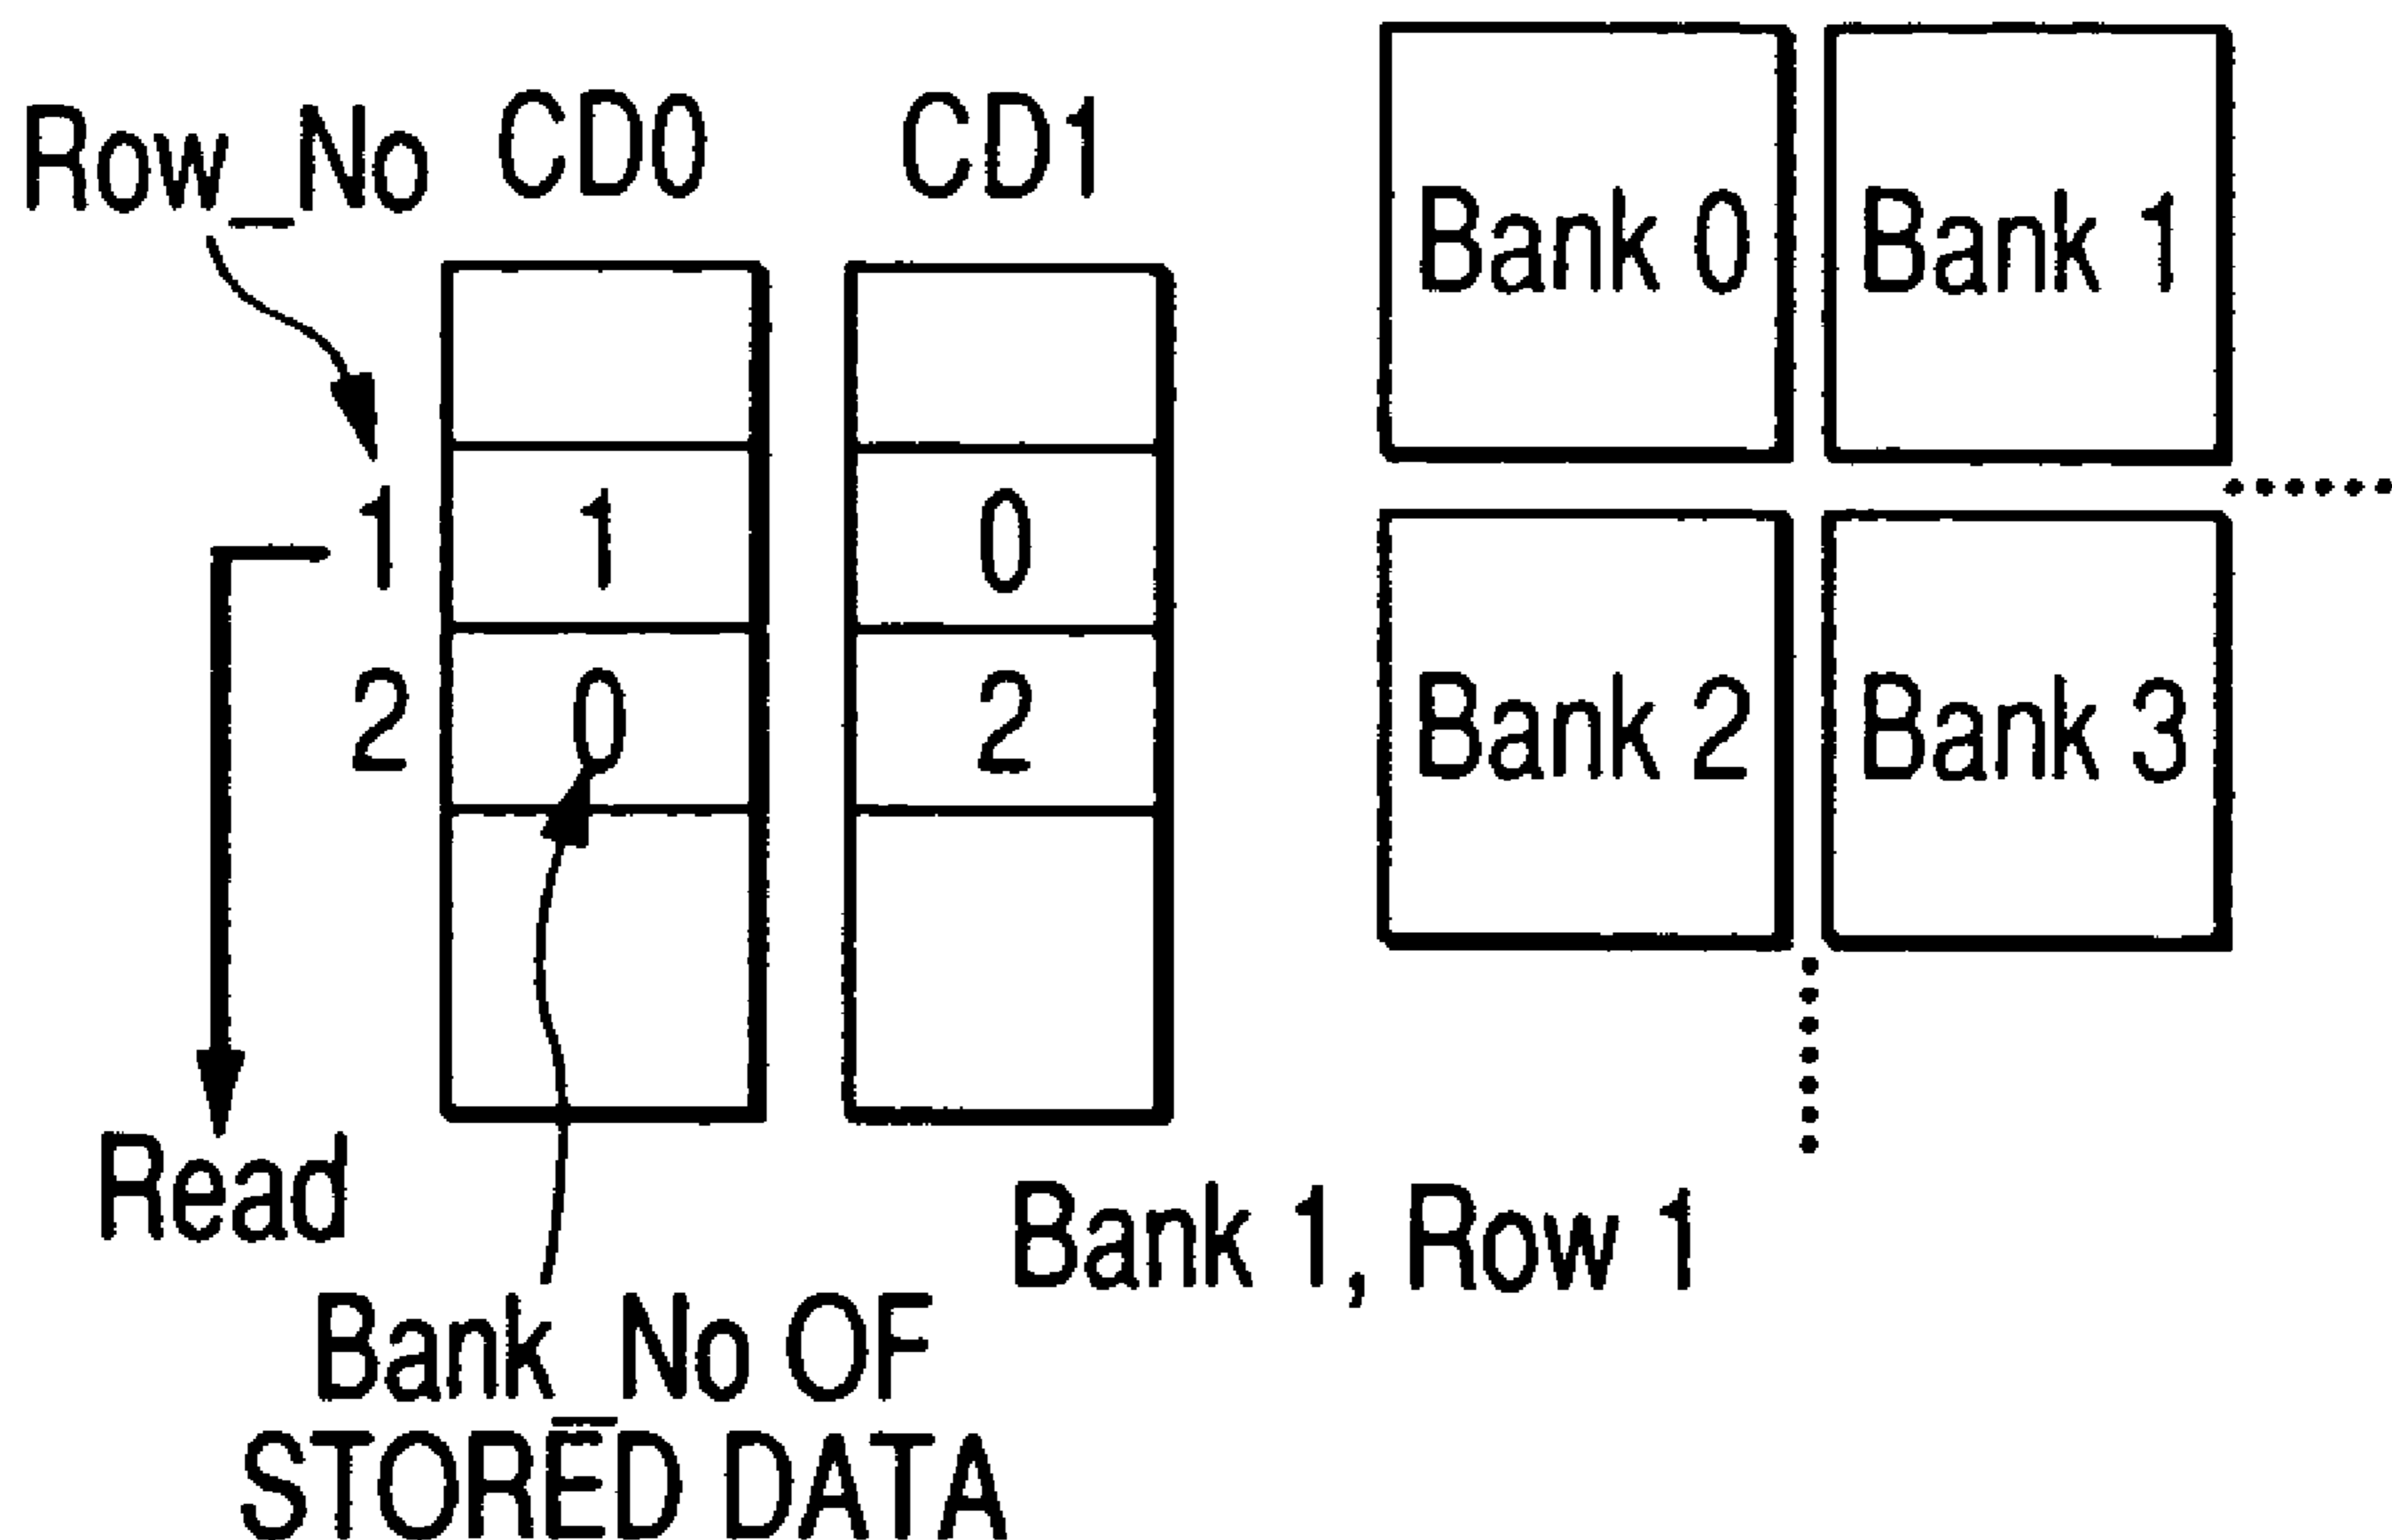 Row_No CD0 CD1
Bank 0 Bank 1
1 1 0
2 0 2
Bank 2 Bank 3
Read
Bank 1, Row 1
Bank_No OF
STORED DATA